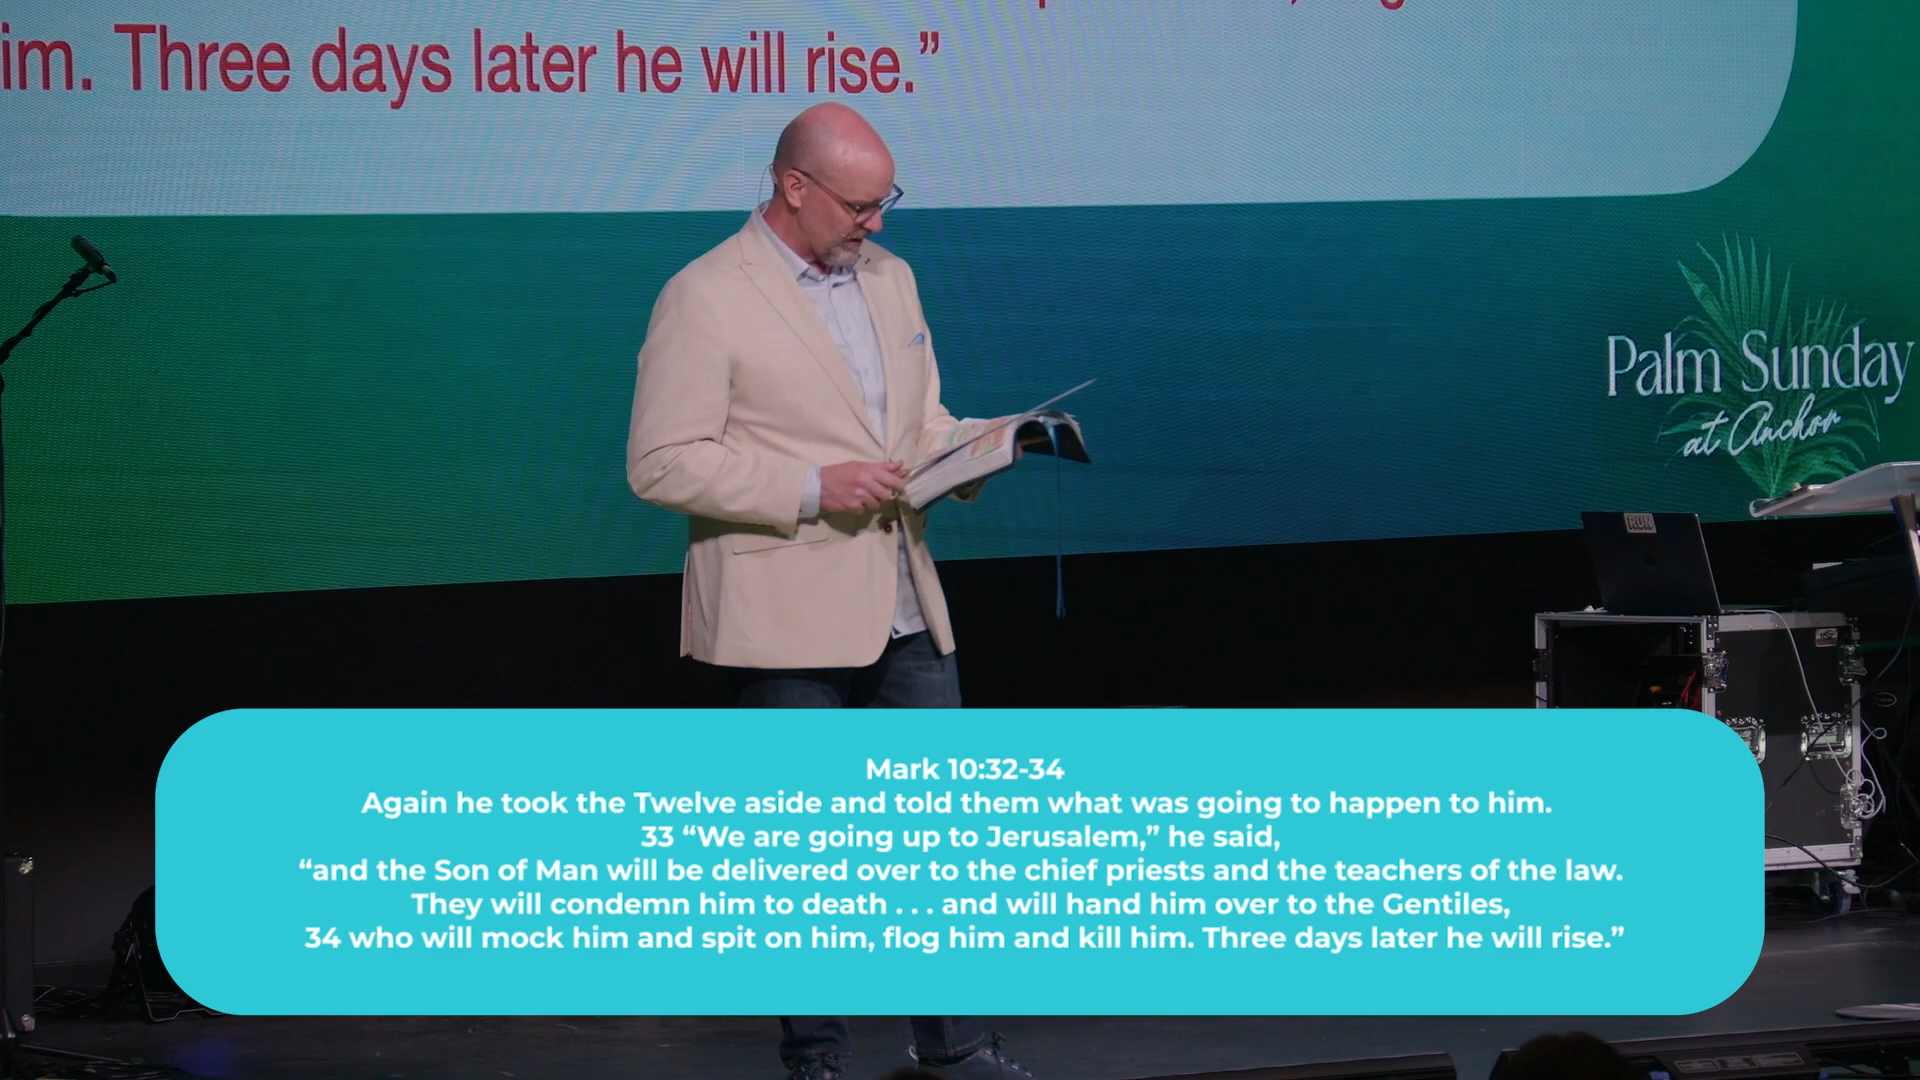 im. Three days later he will rise.”
Palm Sunday
at Anchor
RUN
Mark 10:32-34
Again he took the Twelve aside and told them what was going to happen to him.
33 “We are going up to Jerusalem,” he said,
“and the Son of Man will be delivered over to the chief priests and the teachers of the law.
They will condemn him to death . . . and will hand him over to the Gentiles,
34 who will mock him and spit on him, flog him and kill him. Three days later he will rise.”